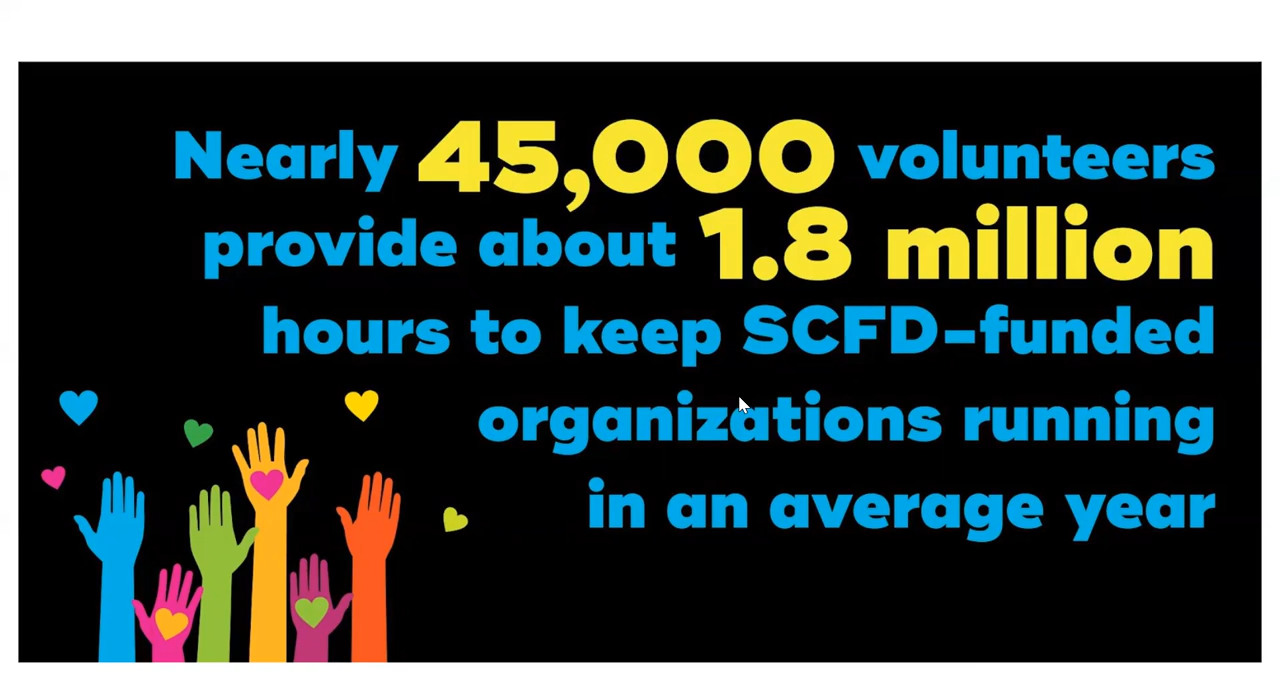 Nearly 45,000 volunteers
provide about 1.8 million
hours to keep SCFD-funded
organizations running
in an average year